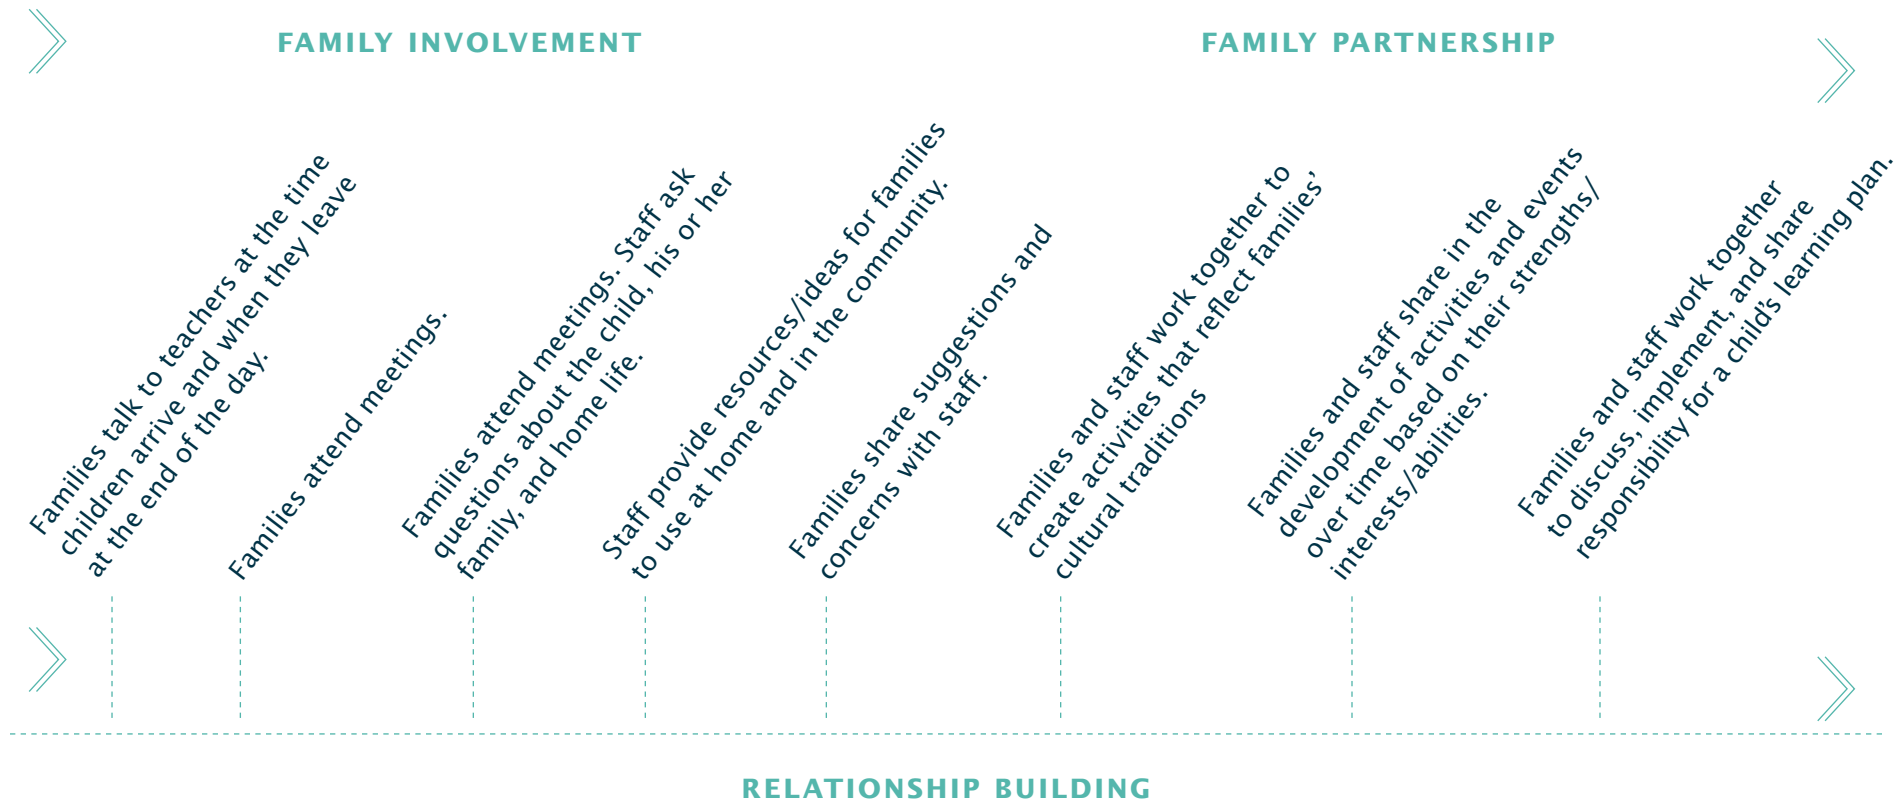 FAMILY INVOLVEMENT
FAMILY PARTNERSHIP
Families talk to teachers at the time
children arrive and when they leave
at the end of the day.
Families attend meetings.
Families attend meetings. Staff ask
questions about the child, his or her
family, and home life.
Staff provide resources/ideas for families
to use at home and in the community.
Families share suggestions and
concerns with staff.
Families and staff work together to
create activities that reflect families’
cultural traditions
Families and staff share in the
development of activities and events
over time based on their strengths/
interests/abilities.
Families and staff work together
to discuss, implement, and share
responsibility for a child’s learning plan.
RELATIONSHIP BUILDING